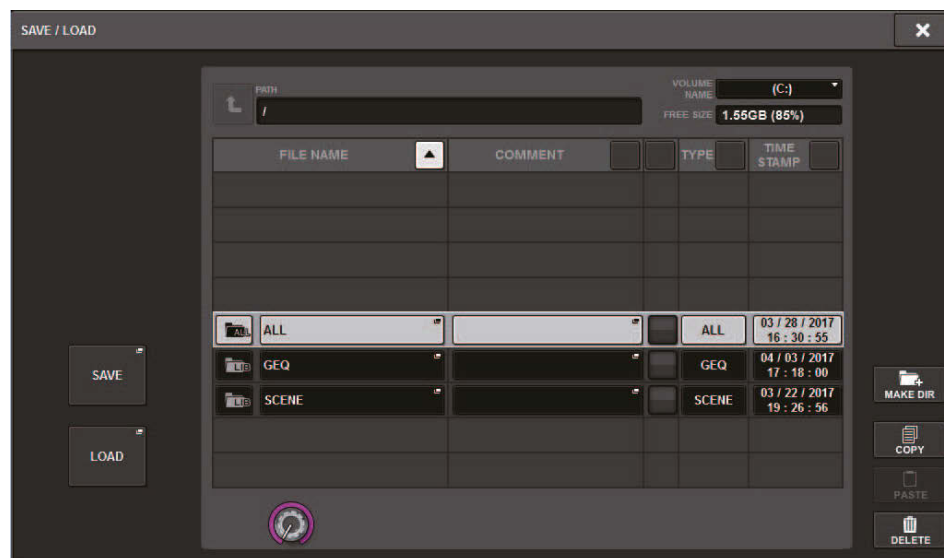 SAVE / LOAD
PATH
/
VOLUME NAME
(C:)
FREE SIZE
1.55GB (85%)
FILE NAME
COMMENT
TYPE
TIME STAMP
ALL
ALL
ALL
03 / 28 / 2017
16 : 30 : 55
LIB
GEQ
GEQ
04 / 03 / 2017
17 : 18 : 00
LIB
SCENE
SCENE
03 / 22 / 2017
19 : 26 : 56
SAVE
LOAD
MAKE DIR
COPY
PASTE
DELETE